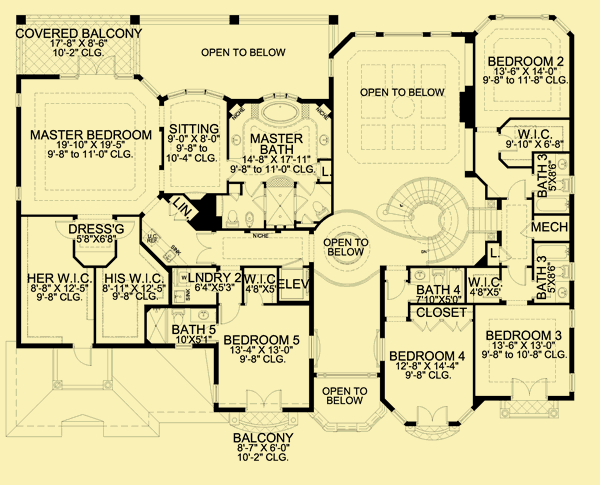 COVERED BALCONY
17'-8" X 8'-6"
10'-2" CLG.
OPEN TO BELOW
OPEN TO BELOW
BEDROOM 2
13'-6" X 14'-0"
9'-8" to 11'-8" CLG.
MASTER BEDROOM
19'-10" X 19'-5"
9'-8" to 11'-0" CLG.
SITTING
9'-0" X 8'-0"
9'-8" to
10'-4" CLG.
NICHE
NICHE
MASTER
BATH
14'-8" X 17'-11"
9'-8" to 11'-0" CLG.
L.
W.I.C.
9'-10" X 6'-8"
BATH 3
5'X8'6"
LIN.
DRESS'G
5'8"X6'8"
U.C.
REF.
SINK
NICHE
OPEN TO
BELOW
MECH
L.
BATH 3
5'X8'6"
HER W.I.C.
8'-8" X 12'-5"
9'-8" CLG.
HIS W.I.C.
8'-11" X 12'-5"
9'-8" CLG.
W
SINK
LNDRY 2
6'4"X5'3"
W.I.C.
4'8"X5'
ELEV
BATH 4
7'10"X5'0"
W.I.C.
4'8"X5'
CLOSET
BATH 5
10'X5'1"
BEDROOM 5
13'-4" X 13'-0"
9'-8" CLG.
BEDROOM 4
12'-8" X 14'-4"
9'-8" CLG.
BEDROOM 3
13'-6" X 13'-0"
9'-8" to 10'-8" CLG.
OPEN TO
BELOW
BALCONY
8'-7" X 6'-0"
10'-2" CLG.